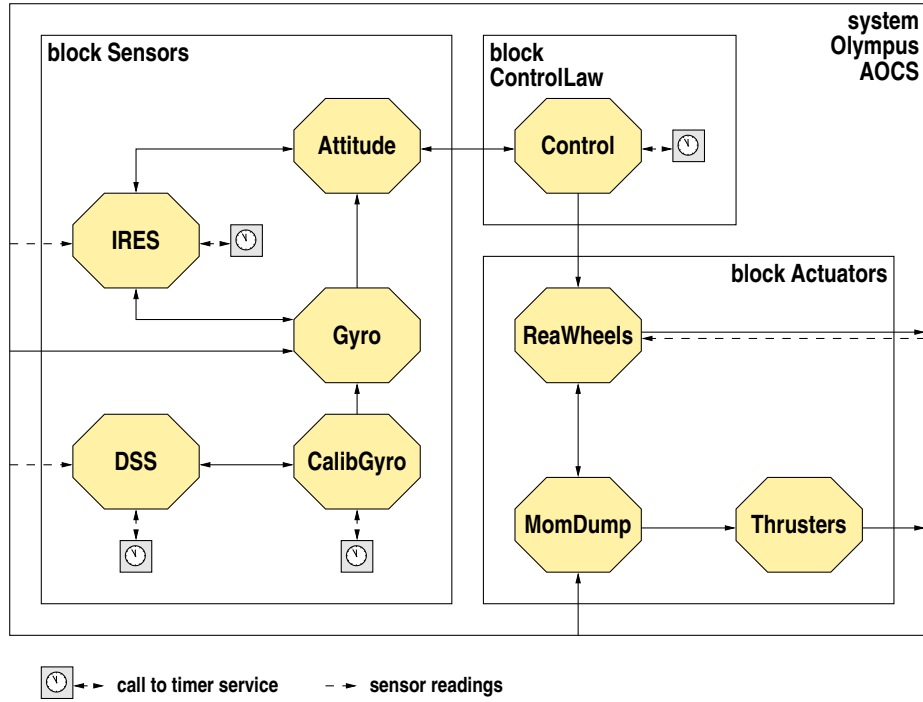 system
Olympus
AOCS
block Sensors
block
ControlLaw
Attitude
Control
IRES
block Actuators
Gyro
ReaWheels
DSS
CalibGyro
MomDump
Thrusters
call to timer service
sensor readings